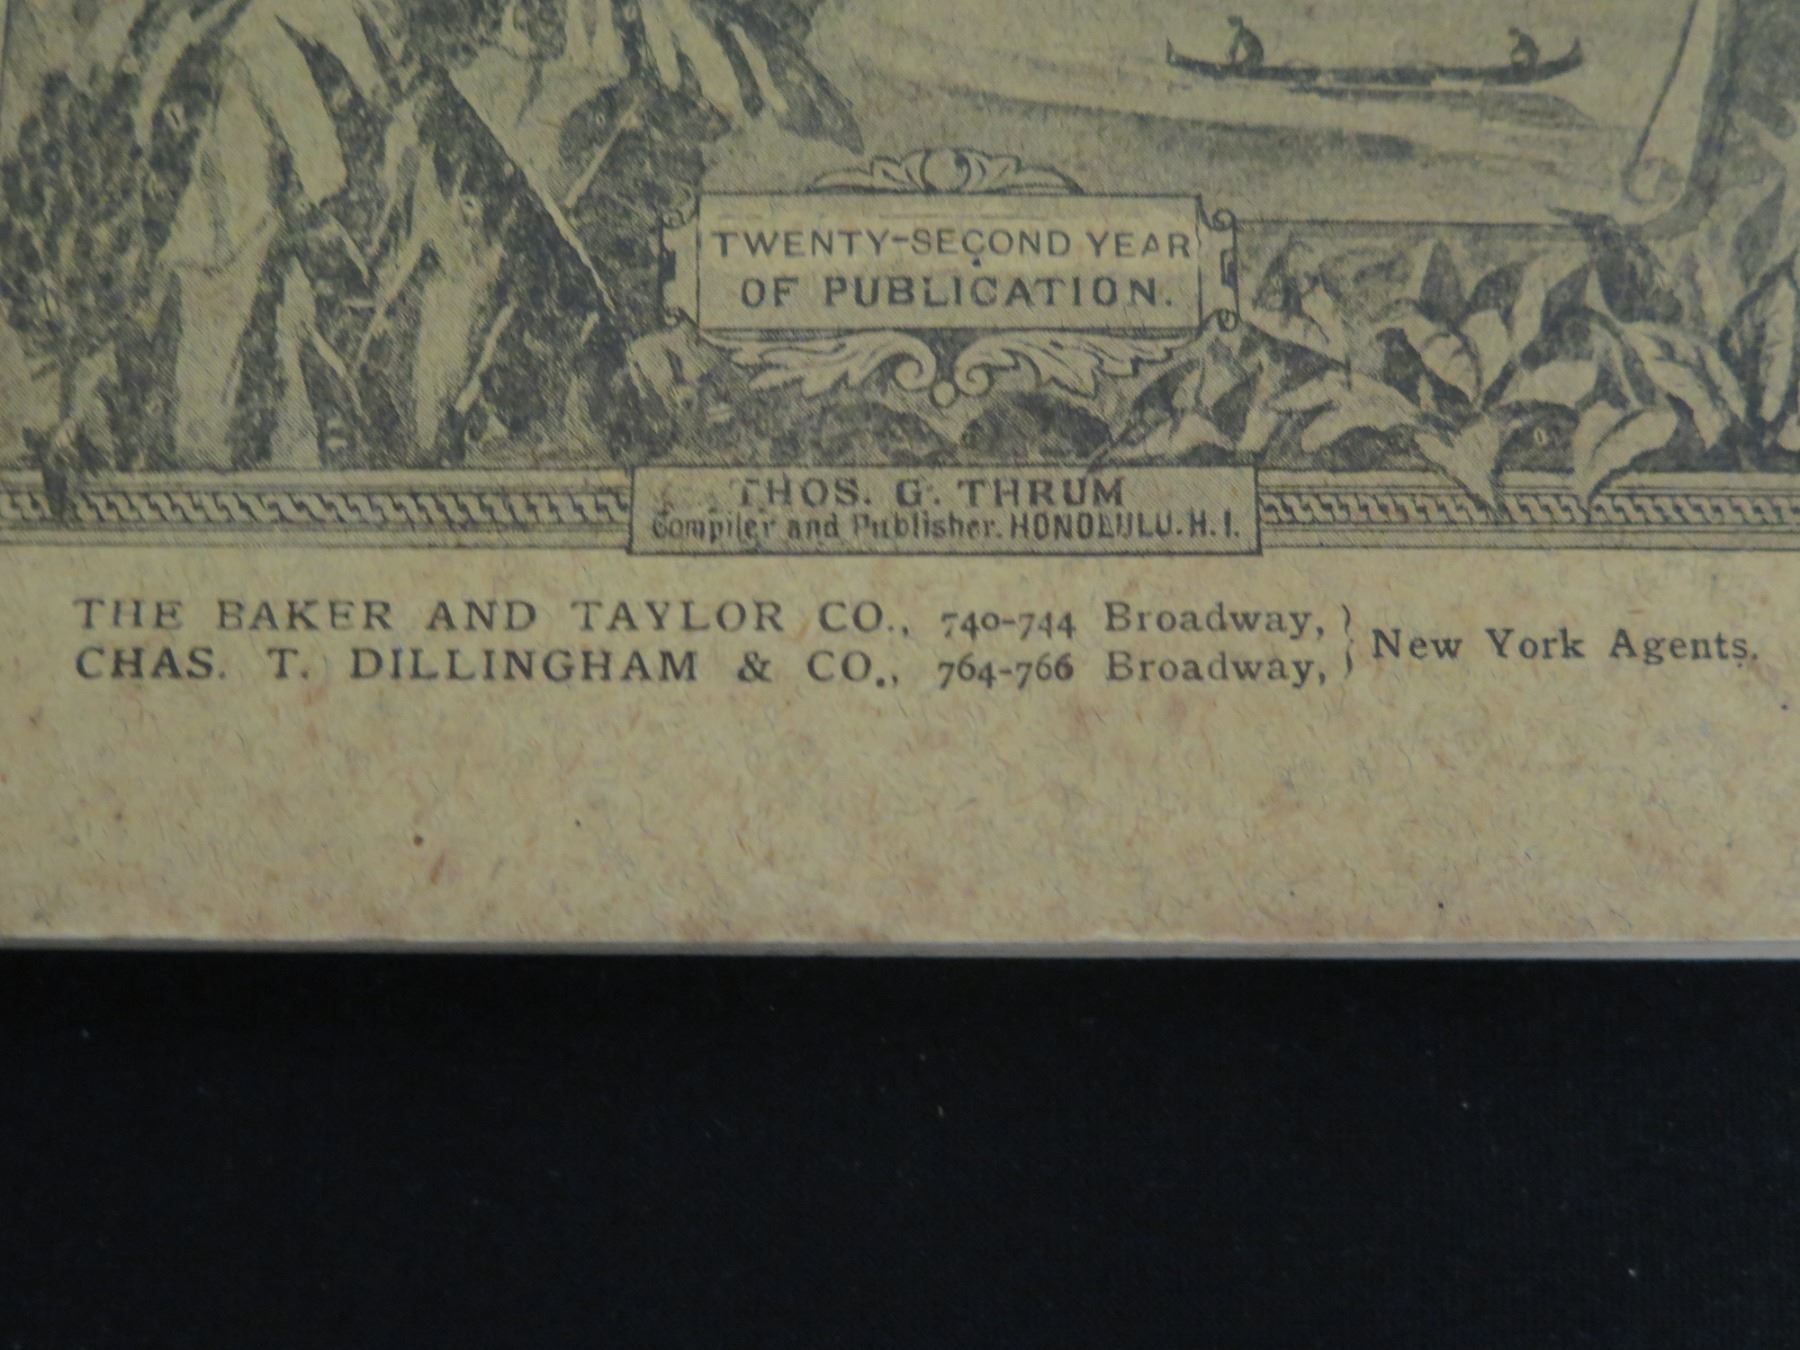 TWENTY-SECOND YEAR
OF PUBLICATION.
THOS. G. THRUM
Compiler and Publisher. HONOLULU. H. I.
THE BAKER AND TAYLOR CO., 740-744 Broadway, }
CHAS. T. DILLINGHAM & CO., 764-766 Broadway, } New York Agents.